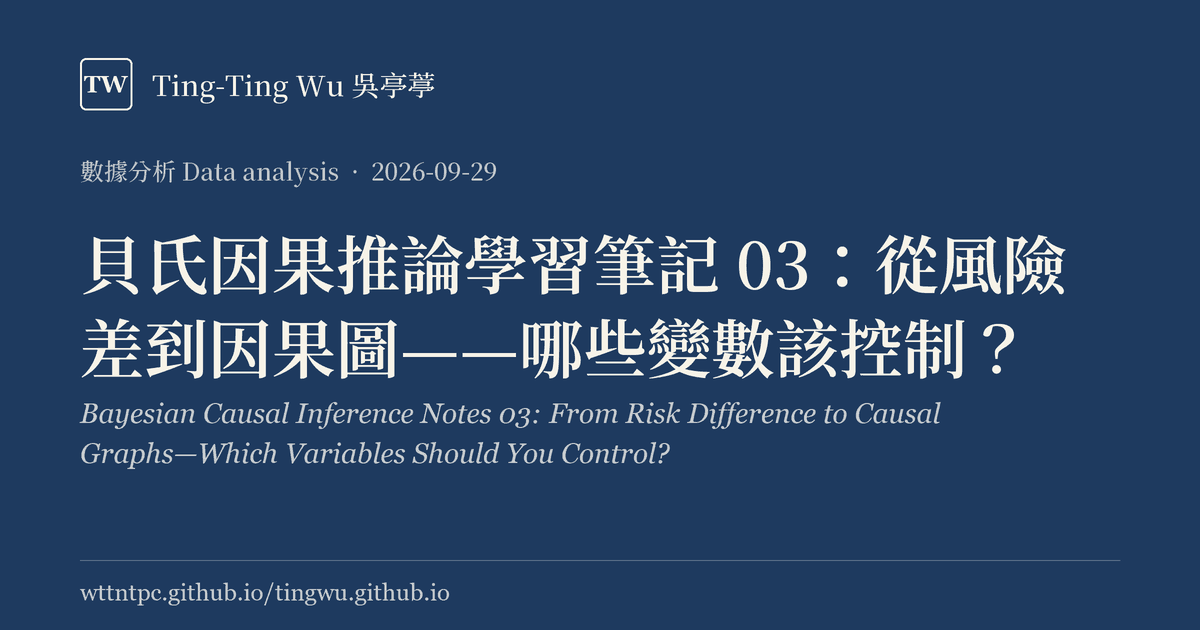 TW
Ting-Ting Wu 吳亭葶
數據分析 Data analysis · 2026-09-29
貝氏因果推論學習筆記 03：從風險
差到因果圖——哪些變數該控制？
Bayesian Causal Inference Notes 03: From Risk Difference to Causal
Graphs—Which Variables Should You Control?
wttntpc.github.io/tingwu.github.io